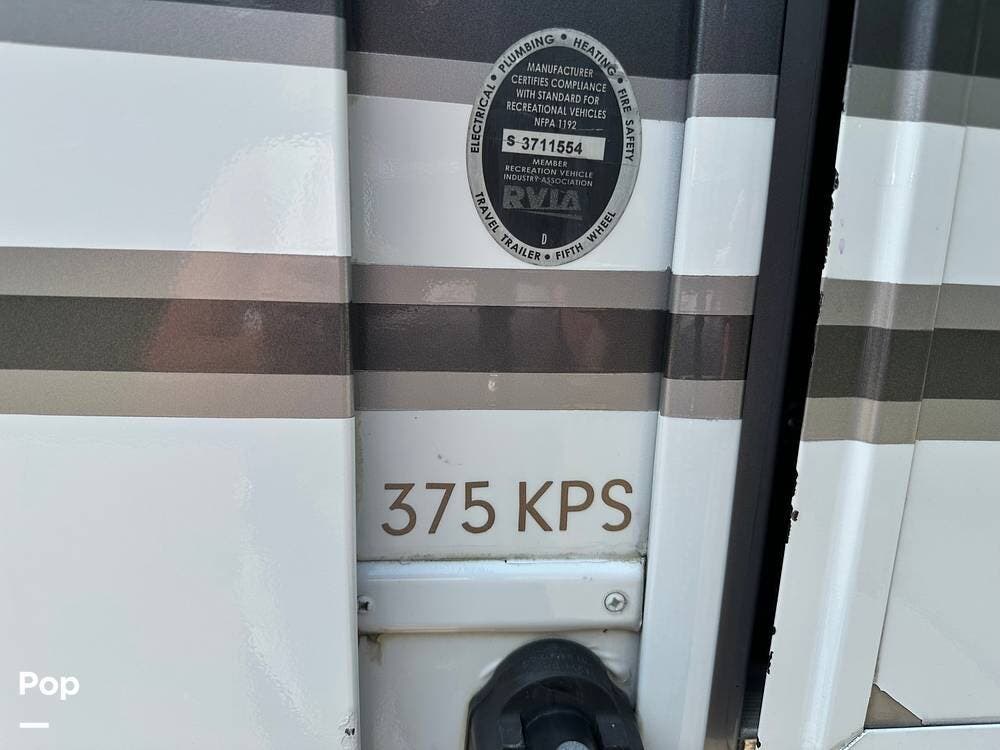 ELECTRICAL • PLUMBING • HEATING • FIRE SAFETY
MANUFACTURER
CERTIFIES COMPLIANCE
WITH STANDARD FOR
RECREATIONAL VEHICLES
NFPA 1192
S 3711554
MEMBER
RECREATION VEHICLE
INDUSTRY ASSOCIATION
RVIA
D
TRAVEL TRAILER • FIFTH WHEEL
375 KPS
Pop